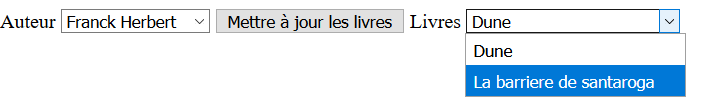 Auteur Franck Herbert Mettre à jour les livres Livres Dune
Dune
La barriere de santaroga